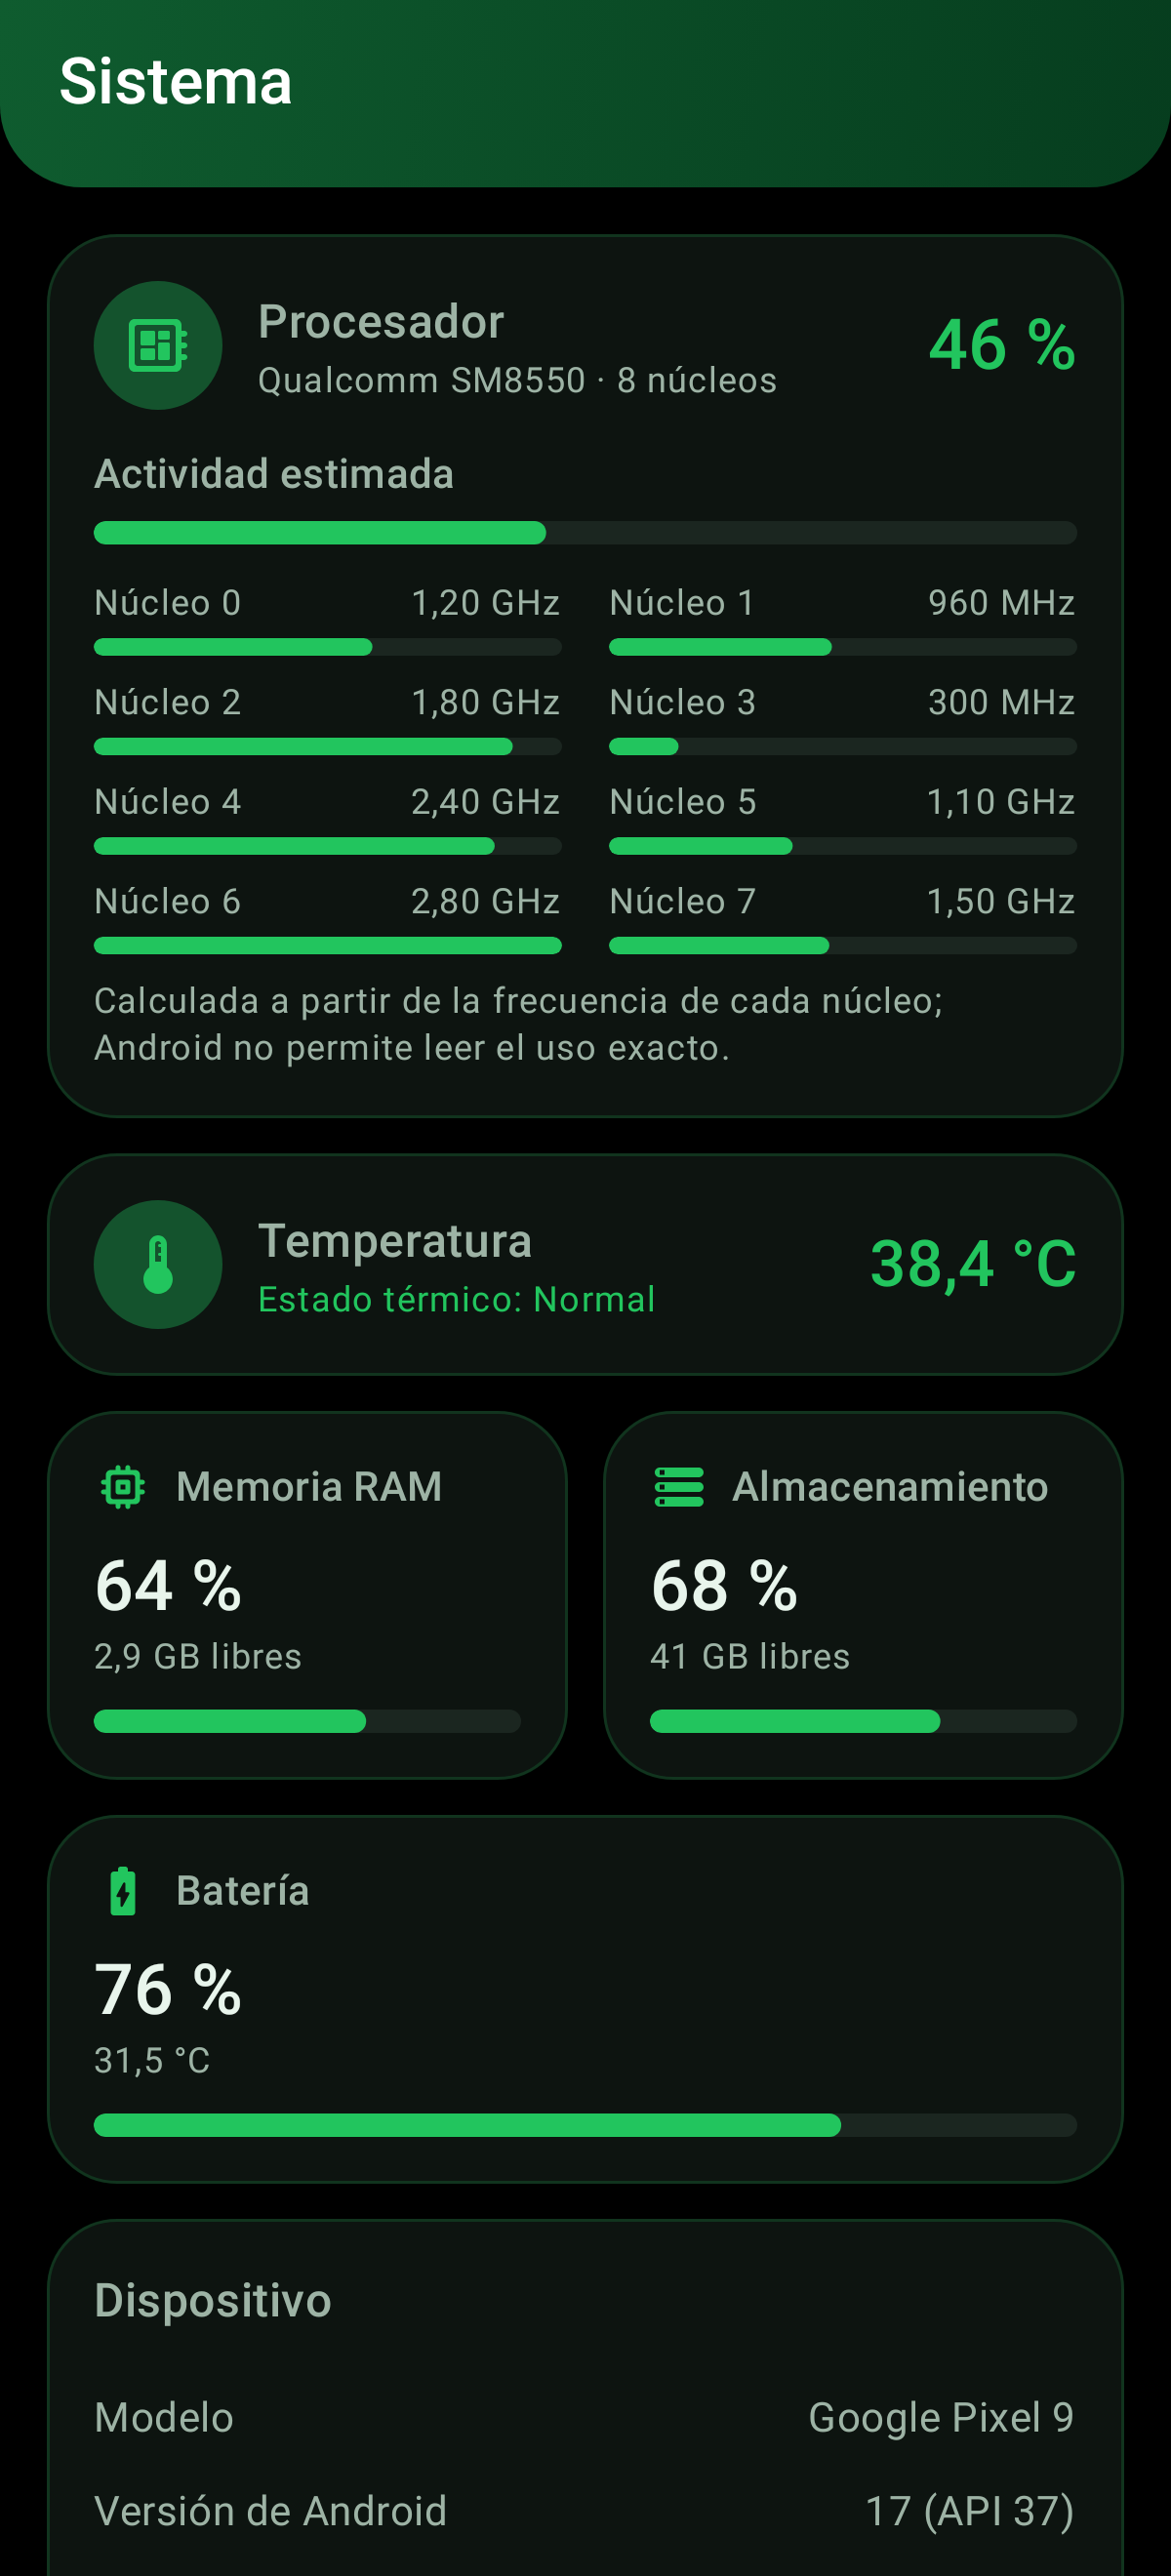 Sistema
Procesador
Qualcomm SM8550 · 8 núcleos
46 %
Actividad estimada
Núcleo 0 1,20 GHz
Núcleo 1 960 MHz
Núcleo 2 1,80 GHz
Núcleo 3 300 MHz
Núcleo 4 2,40 GHz
Núcleo 5 1,10 GHz
Núcleo 6 2,80 GHz
Núcleo 7 1,50 GHz
Calculada a partir de la frecuencia de cada núcleo;
Android no permite leer el uso exacto.
Temperatura
Estado térmico: Normal
38,4 °C
Memoria RAM
64 %
2,9 GB libres
Almacenamiento
68 %
41 GB libres
Batería
76 %
31,5 °C
Dispositivo
Modelo Google Pixel 9
Versión de Android 17 (API 37)